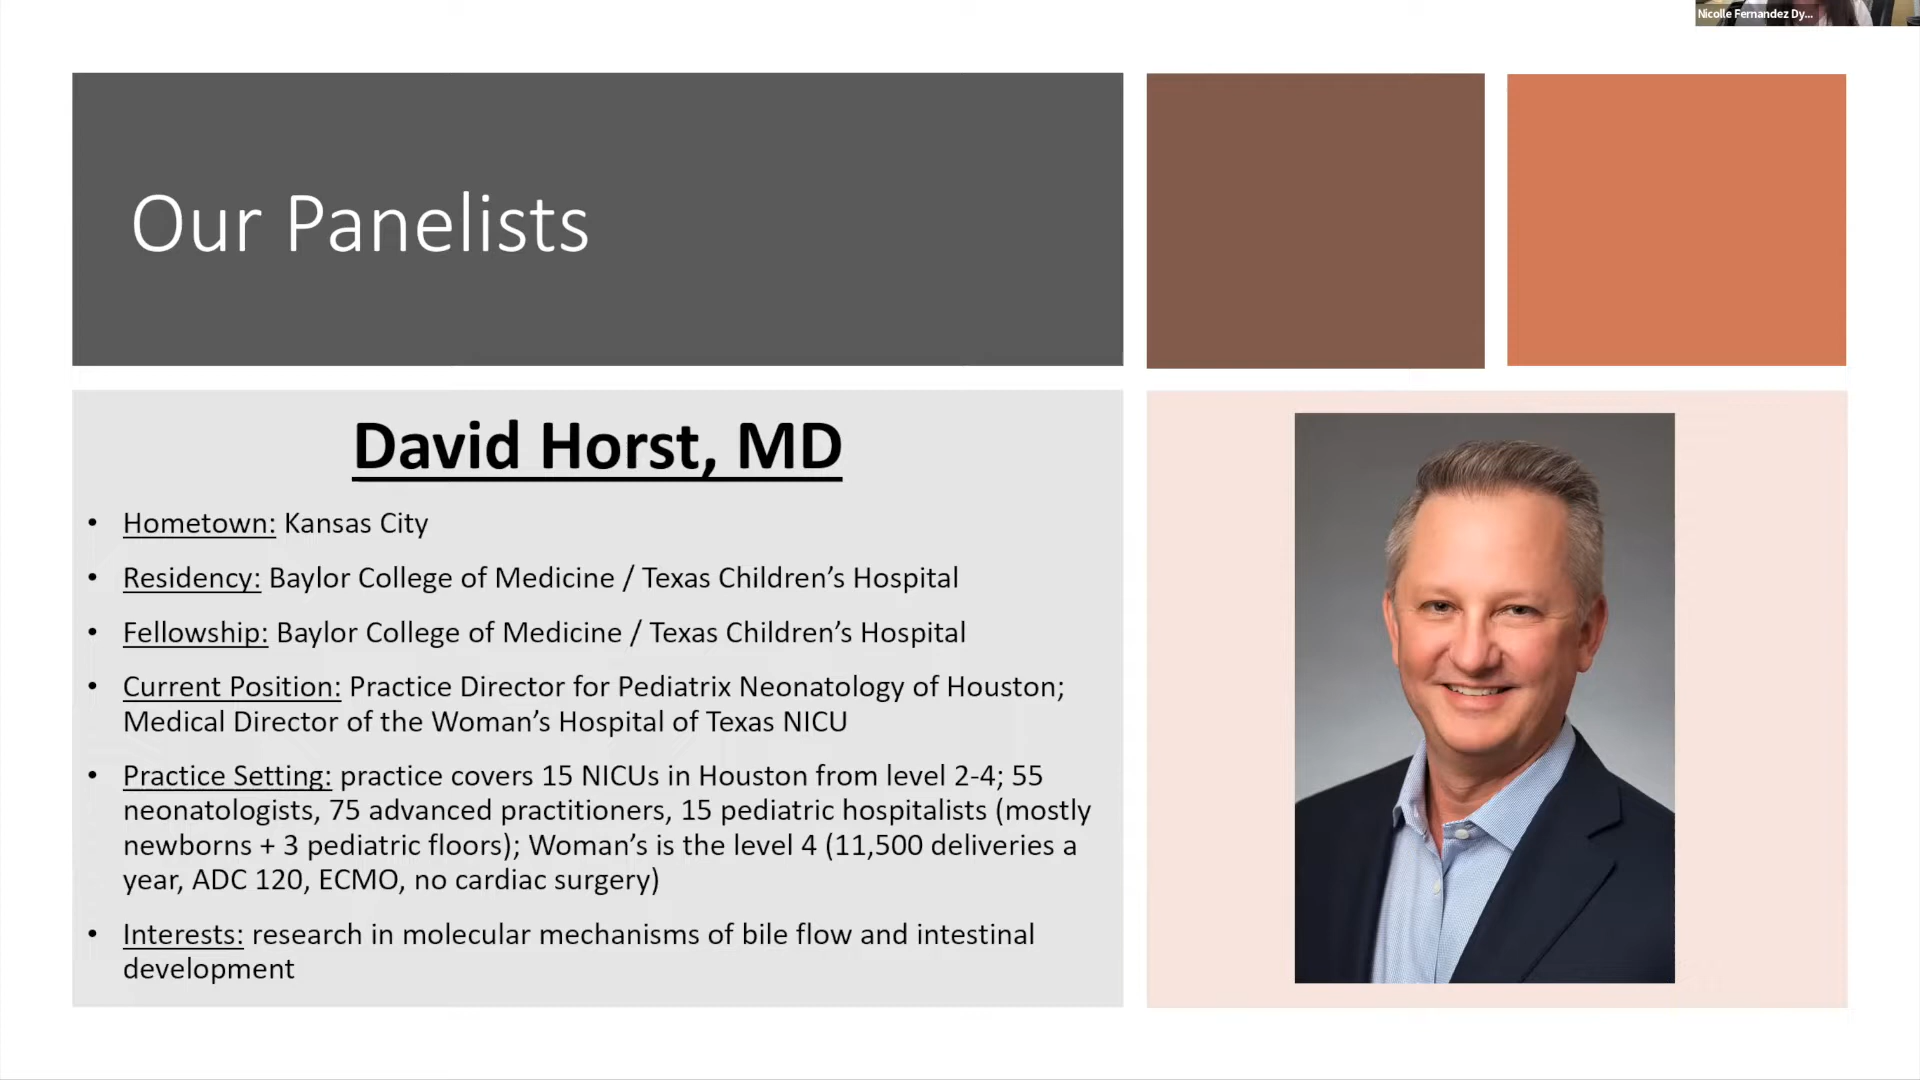 Nicolle Fernandez Dy...
Our Panelists
David Horst, MD
• Hometown: Kansas City
• Residency: Baylor College of Medicine / Texas Children’s Hospital
• Fellowship: Baylor College of Medicine / Texas Children’s Hospital
• Current Position: Practice Director for Pediatrix Neonatology of Houston;
Medical Director of the Woman’s Hospital of Texas NICU
• Practice Setting: practice covers 15 NICUs in Houston from level 2-4; 55
neonatologists, 75 advanced practitioners, 15 pediatric hospitalists (mostly
newborns + 3 pediatric floors); Woman’s is the level 4 (11,500 deliveries a
year, ADC 120, ECMO, no cardiac surgery)
• Interests: research in molecular mechanisms of bile flow and intestinal
development